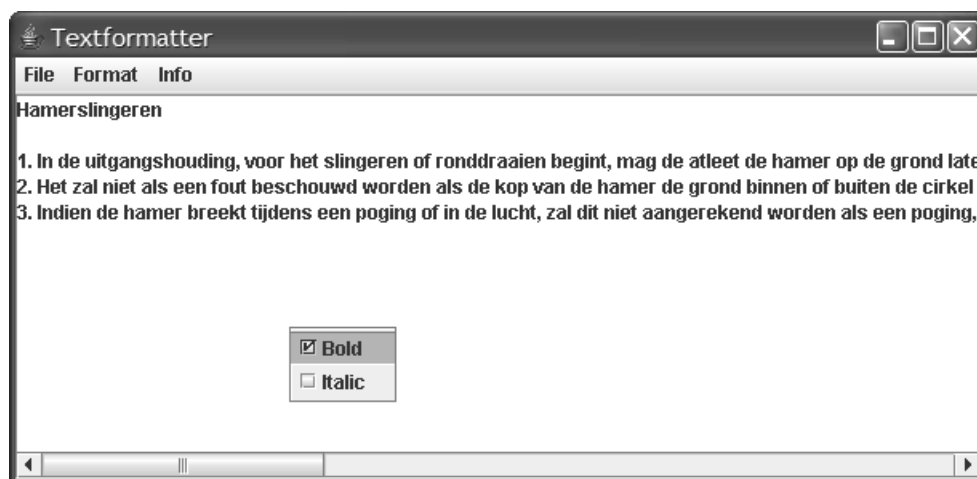 Textformatter
File Format Info
Hamerslingeren
1. In de uitgangshouding, voor het slingeren of ronddraaien begint, mag de atleet de hamer op de grond late
2. Het zal niet als een fout beschouwd worden als de kop van de hamer de grond binnen of buiten de cirkel
3. Indien de hamer breekt tijdens een poging of in de lucht, zal dit niet aangerekend worden als een poging,
Bold
Italic